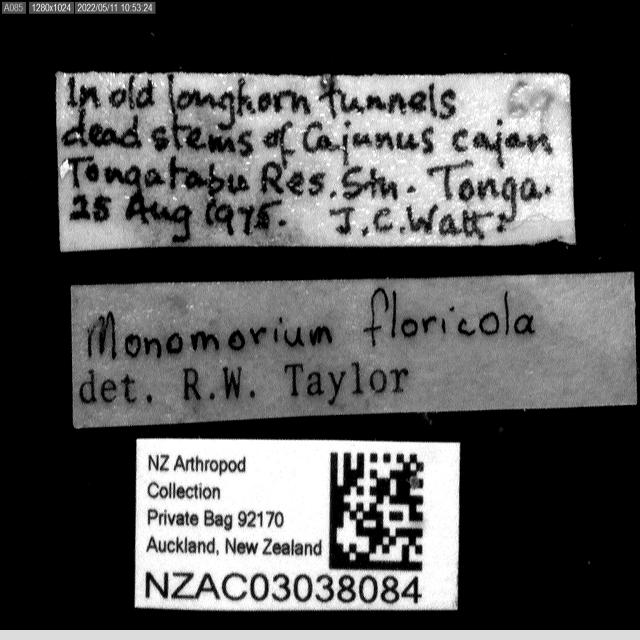 A085 1280x1024 2022/05/11 10:53:24
In old longhorn tunnels 69
dead stems of Cajunus cajan
Tongatabu Res. Stn. Tonga.
25 Aug 1975. J.C. Watt.
Monomorium floricola
det. R.W. Taylor
NZ Arthropod
Collection
Private Bag 92170
Auckland, New Zealand
NZAC03038084